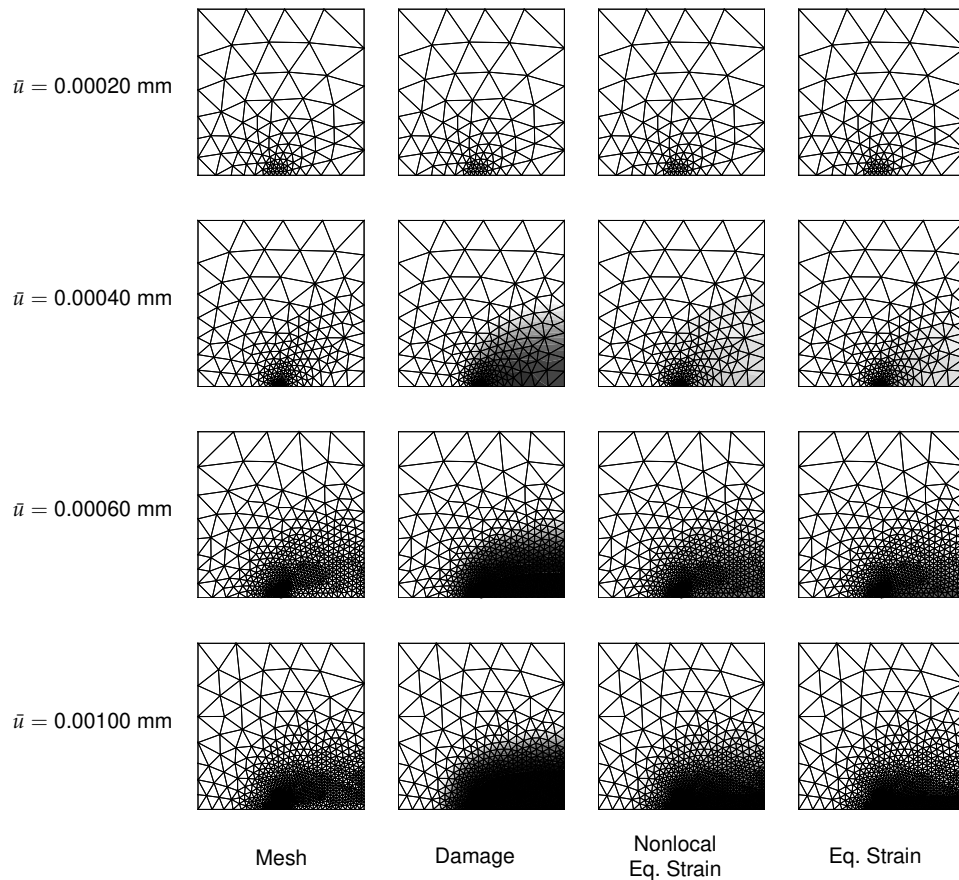 ū = 0.00020 mm
ū = 0.00040 mm
ū = 0.00060 mm
ū = 0.00100 mm
Mesh
Damage
Nonlocal
Eq. Strain
Eq. Strain